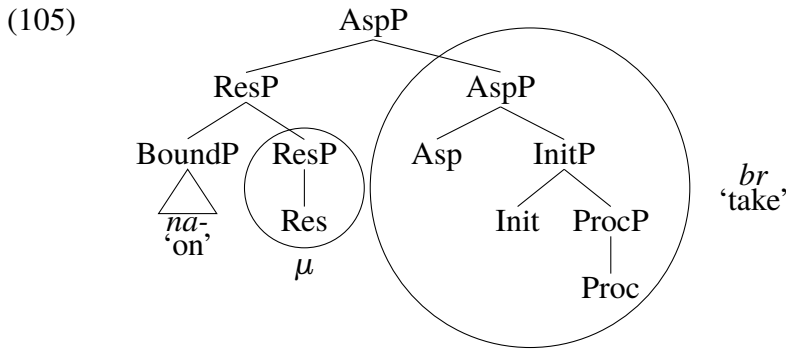 (105) AspP
ResP AspP
BoundP ResP Asp InitP
na- br
‘on’ Res Init ProcP ‘take’
μ
Proc